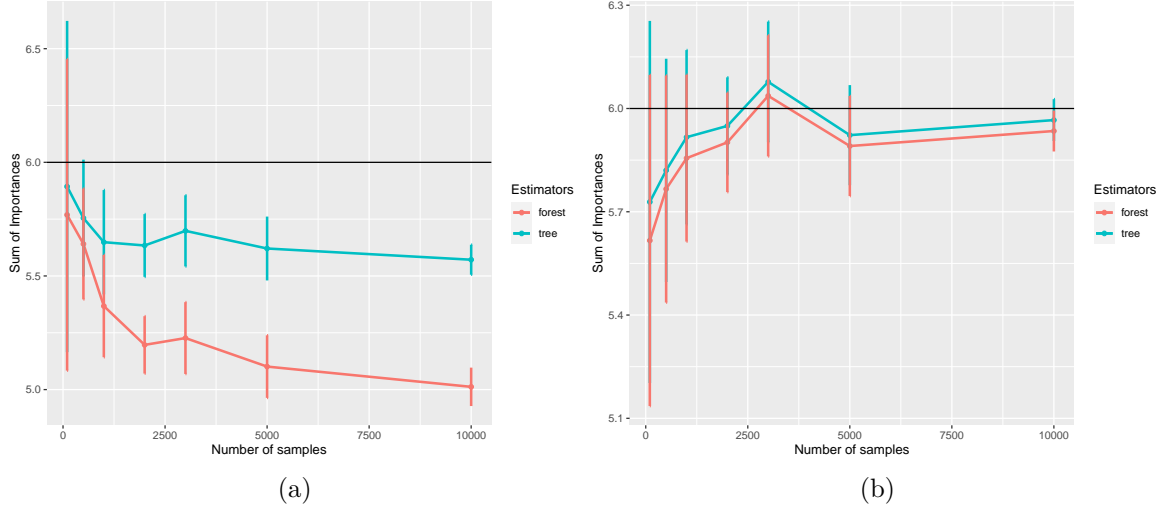 6.5
6.0
5.5
5.0
Sum of Importances
0
2500
5000
7500
10000
Number of samples
Estimators
forest
tree
(a)
6.3
6.0
5.7
5.4
5.1
Sum of Importances
0
2500
5000
7500
10000
Number of samples
Estimators
forest
tree
(b)